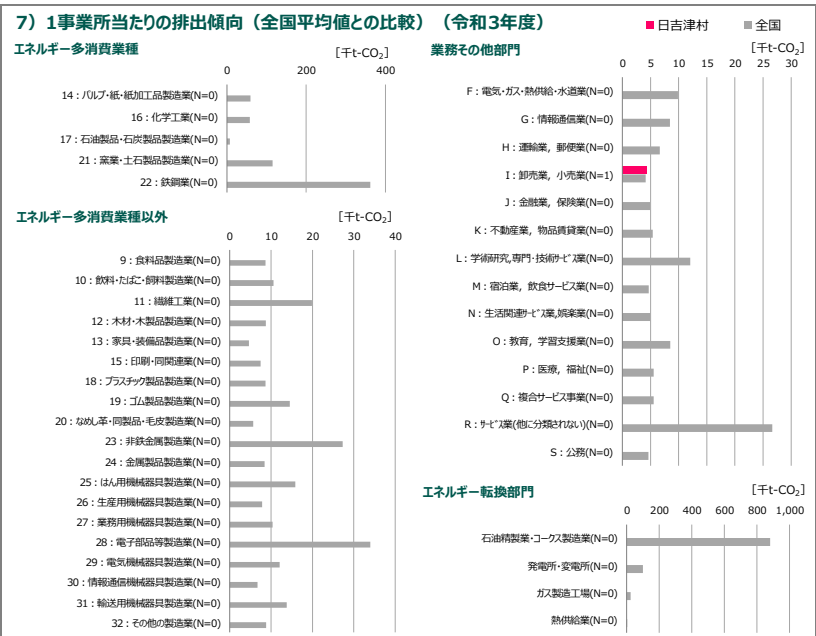 7）1事業所当たりの排出傾向（全国平均値との比較）（令和3年度）
■日吉津村 ■全国
エネルギー多消費業種
[千t-CO₂]
0 200 400
14：パルプ・紙・紙加工品製造業(N=0)
16：化学工業(N=0)
17：石油製品・石炭製品製造業(N=0)
21：窯業・土石製品製造業(N=0)
22：鉄鋼業(N=0)
エネルギー多消費業種以外
[千t-CO₂]
0 10 20 30 40
9：食料品製造業(N=0)
10：飲料・たばこ・飼料製造業(N=0)
11：繊維工業(N=0)
12：木材・木製品製造業(N=0)
13：家具・装備品製造業(N=0)
15：印刷・同関連業(N=0)
18：プラスチック製品製造業(N=0)
19：ゴム製品製造業(N=0)
20：なめし革・同製品・毛皮製造業(N=0)
23：非鉄金属製造業(N=0)
24：金属製品製造業(N=0)
25：はん用機械器具製造業(N=0)
26：生産用機械器具製造業(N=0)
27：業務用機械器具製造業(N=0)
28：電子部品等製造業(N=0)
29：電気機械器具製造業(N=0)
30：情報通信機械器具製造業(N=0)
31：輸送用機械器具製造業(N=0)
32：その他の製造業(N=0)
業務その他部門
[千t-CO₂]
0 5 10 15 20 25 30
F：電気・ガス・熱供給・水道業(N=0)
G：情報通信業(N=0)
H：運輸業，郵便業(N=0)
I：卸売業，小売業(N=1)
J：金融業，保険業(N=0)
K：不動産業，物品賃貸業(N=0)
L：学術研究,専門・技術ｻｰﾋﾞｽ業(N=0)
M：宿泊業，飲食サービス業(N=0)
N：生活関連ｻｰﾋﾞｽ業,娯楽業(N=0)
O：教育，学習支援業(N=0)
P：医療，福祉(N=0)
Q：複合サービス事業(N=0)
R：ｻｰﾋﾞｽ業(他に分類されない)(N=0)
S：公務(N=0)
エネルギー転換部門
[千t-CO₂]
0 200 400 600 800 1,000
石油精製業・コークス製造業(N=0)
発電所・変電所(N=0)
ガス製造工場(N=0)
熱供給業(N=0)